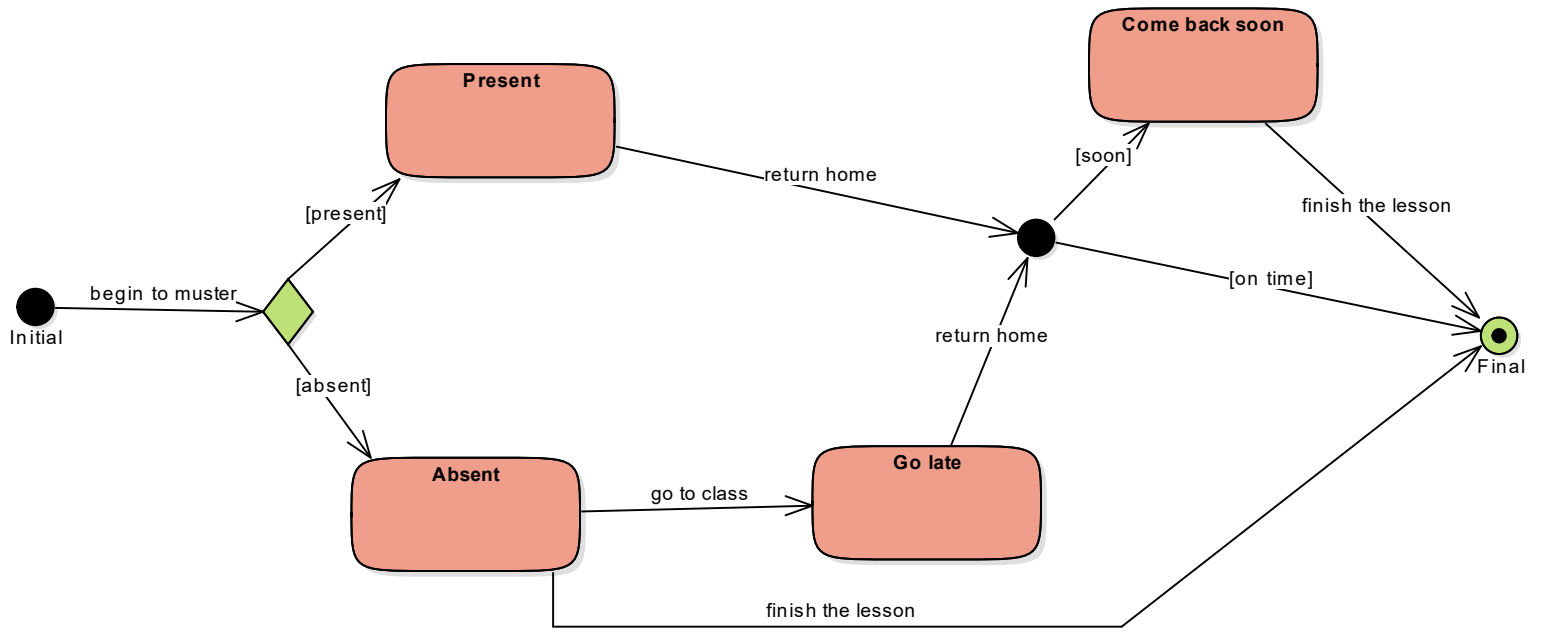 Come back soon
Present
[soon]
return home
finish the lesson
[present]
begin to muster
[on time]
Initial
return home
Final
[absent]
Go late
Absent
go to class
finish the lesson